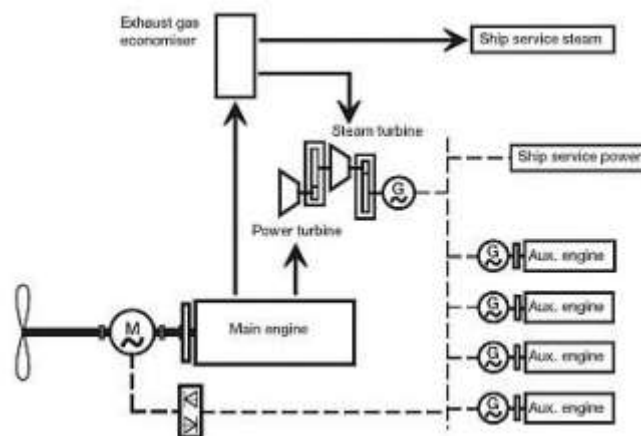 Exhaust gas
economiser
Ship service steam
Steam turbine
Ship service power
G
Power turbine
G
Aux. engine
G
Aux. engine
M
Main engine
G
Aux. engine
G
Aux. engine